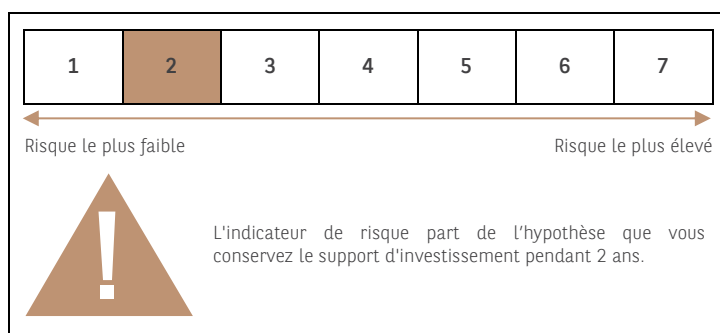 1 2 3 4 5 6 7
Risque le plus faible Risque le plus élevé
!
L'indicateur de risque part de l’hypothèse que vous
conservez le support d'investissement pendant 2 ans.